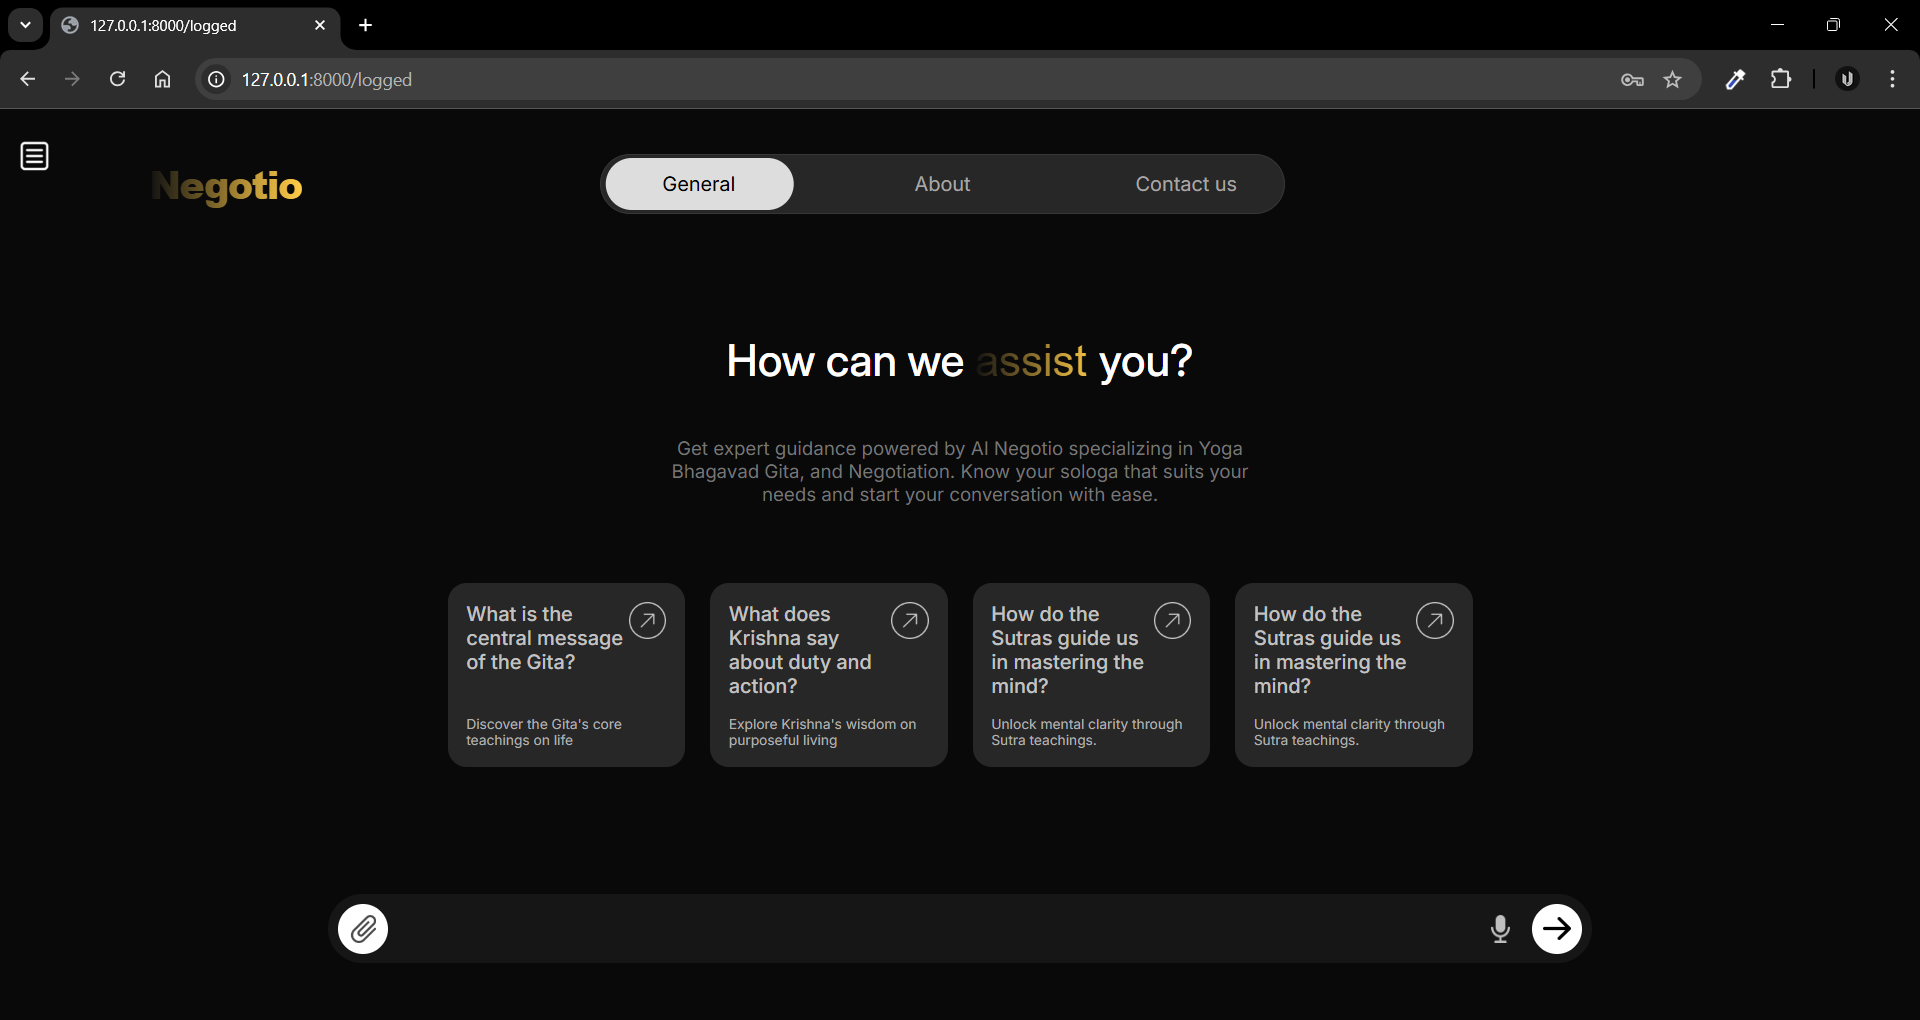 127.0.0.1:8000/logged
127.0.0.1:8000/logged
Negotio
General
About
Contact us
How can we assist you?
Get expert guidance powered by AI Negotio specializing in Yoga
Bhagavad Gita, and Negotiation. Know your sologa that suits your
needs and start your conversation with ease.
What is the
central message
of the Gita?
Discover the Gita's core
teachings on life
What does
Krishna say
about duty and
action?
Explore Krishna's wisdom on
purposeful living
How do the
Sutras guide us
in mastering the
mind?
Unlock mental clarity through
Sutra teachings.
How do the
Sutras guide us
in mastering the
mind?
Unlock mental clarity through
Sutra teachings.